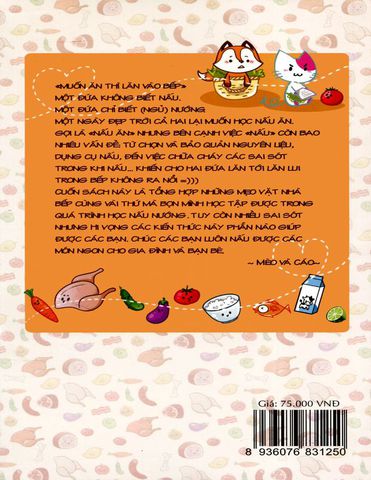 «MUỐN ĂN THÌ LĂN VÀO BẾP»
MỘT ĐỨA KHÔNG BIẾT NẤU.
MỘT ĐỨA CHỈ BIẾT (NGỦ) NƯỚNG
MỘT NGÀY ĐẸP TRỜI CẢ HAI LẠI MUỐN HỌC NẤU ĂN.
GỌI LÀ «NẤU ĂN» NHƯNG BÊN CẠNH VIỆC «NẤU» CÒN BAO
NHIÊU VẤN ĐỀ: TỪ CHỌN VÀ BẢO QUẢN NGUYÊN LIỆU,
DỤNG CỤ NẤU, ĐẾN VIỆC CHỮA CHÁY CÁC SAI SÓT
TRONG KHI NẤU... KHIẾN CHO HAI ĐỨA LĂN TỚI LĂN LUI
TRONG BẾP KHÔNG RA NỔI =)))
CUỐN SÁCH NÀY LÀ TỔNG HỢP NHỮNG MẸO VẶT NHÀ
BẾP CÙNG VÀI THỨ MÀ BỌN MÌNH HỌC TẬP ĐƯỢC TRONG
QUÁ TRÌNH HỌC NẤU NƯỚNG. TUY CÒN NHIỀU SAI SÓT
NHƯNG HI VỌNG CÁC KIẾN THỨC NÀY PHẦN NÀO GIÚP
ĐƯỢC CÁC BẠN. CHÚC CÁC BẠN LUÔN NẤU ĐƯỢC CÁC
MÓN NGON CHO GIA ĐÌNH VÀ BẠN BÈ.
~ MÈO VÀ CÁO~
Giá: 75.000 VNĐ
8 936076 831250